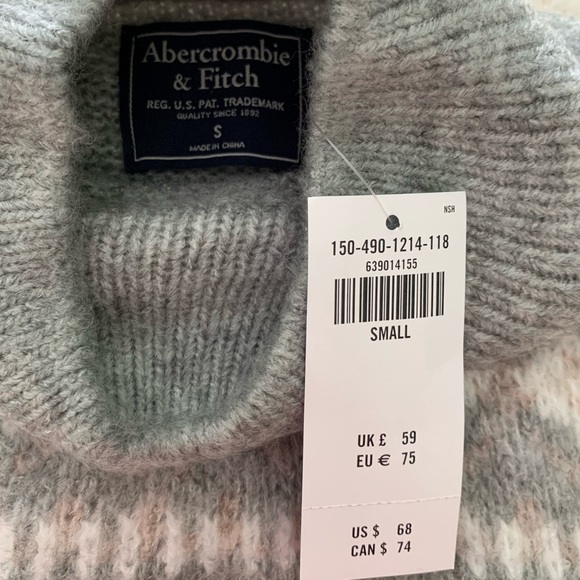 Abercrombie
& Fitch
REG. U.S. PAT. TRADEMARK
QUALITY SINCE 1892
S
MADE IN CHINA
NSH
150-490-1214-118
639014155
SMALL
UK £ 59
EU € 75
US $ 68
CAN $ 74